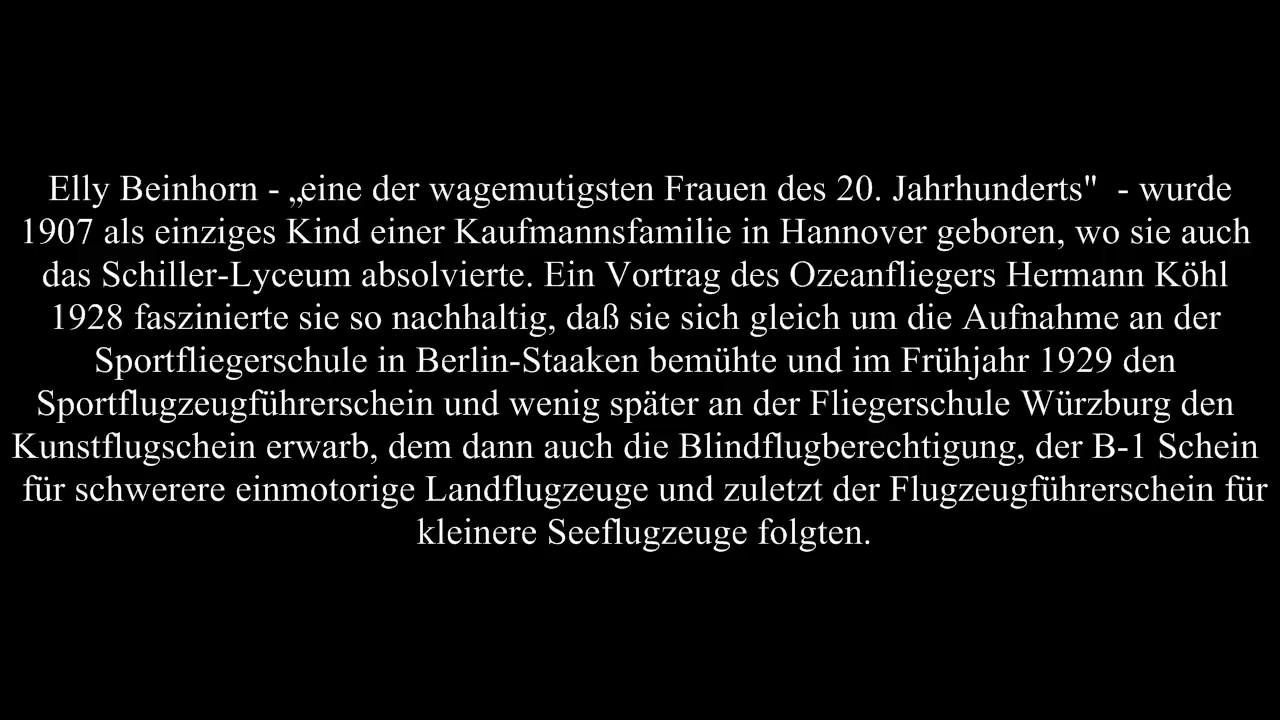 Elly Beinhorn - „eine der wagemutigsten Frauen des 20. Jahrhunderts"  - wurde
1907 als einziges Kind einer Kaufmannsfamilie in Hannover geboren, wo sie auch
das Schiller-Lyceum absolvierte. Ein Vortrag des Ozeanfliegers Hermann Köhl
1928 faszinierte sie so nachhaltig, daß sie sich gleich um die Aufnahme an der
Sportfliegerschule in Berlin-Staaken bemühte und im Frühjahr 1929 den
Sportflugzeugführerschein und wenig später an der Fliegerschule Würzburg den
Kunstflugschein erwarb, dem dann auch die Blindflugberechtigung, der B-1 Schein
für schwerere einmotorige Landflugzeuge und zuletzt der Flugzeugführerschein für
kleinere Seeflugzeuge folgten.